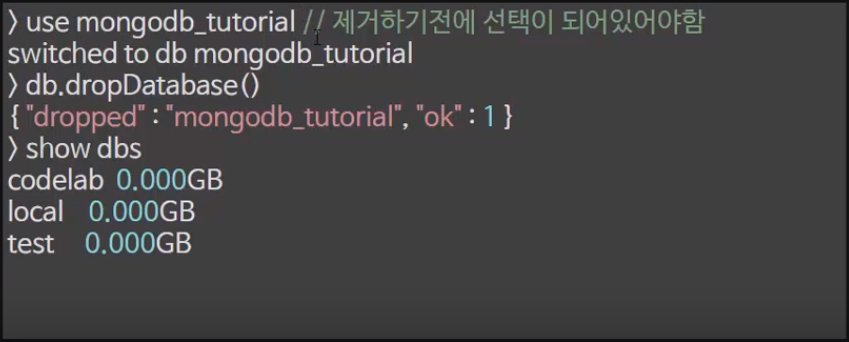 > use mongodb_tutorial // 제거하기전에 선택이 되어있어야함
switched to db mongodb_tutorial
> db.dropDatabase()
{ "dropped" : "mongodb_tutorial", "ok" : 1 }
> show dbs
codelab 0.000GB
local 0.000GB
test 0.000GB